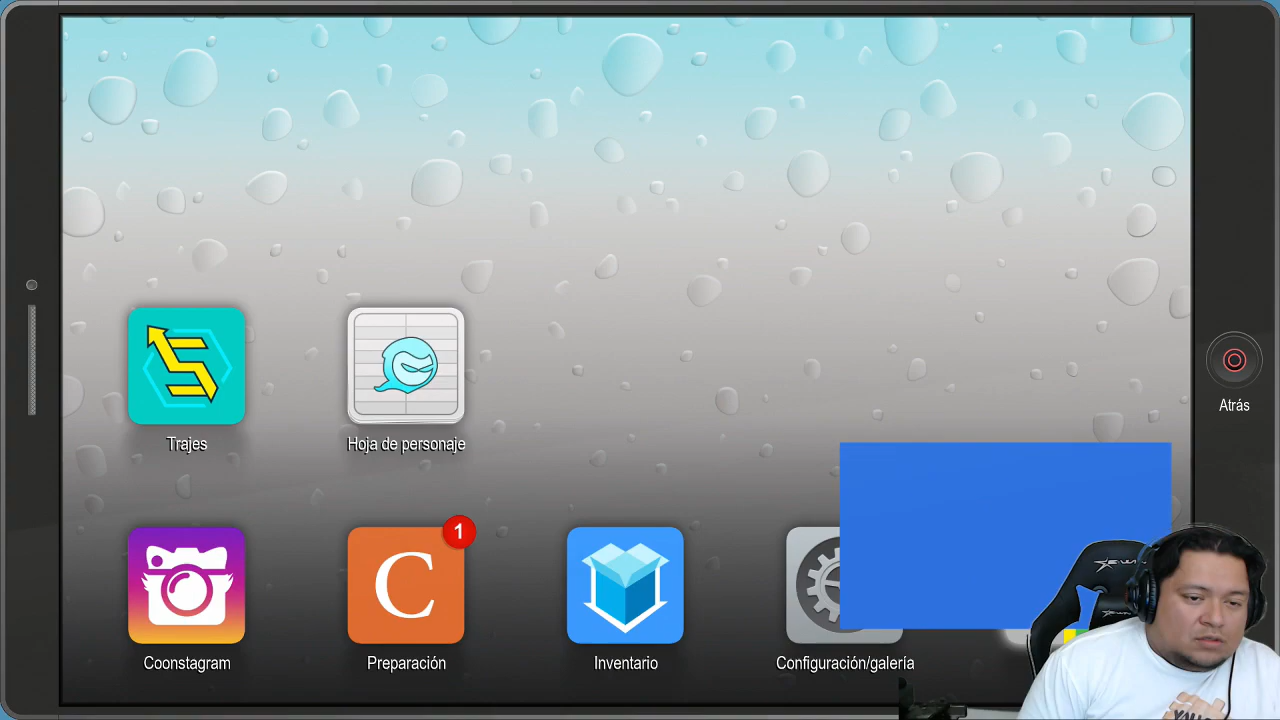 Atrás
Trajes
Hoja de personaje
1
C
Coonstagram
Preparación
Inventario
Configuración/galería